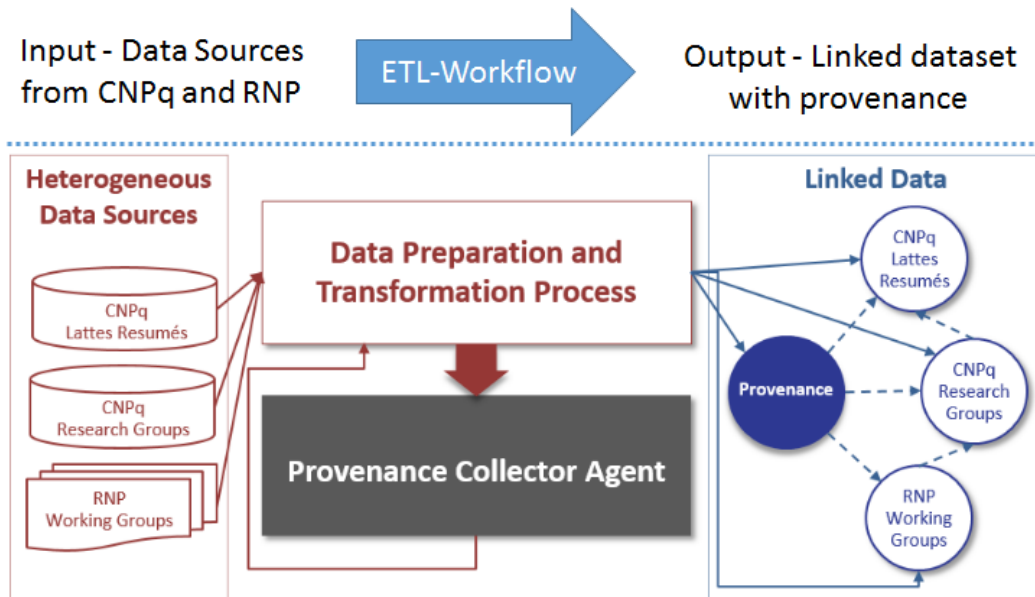 Input - Data Sources
from CNPq and RNP
ETL-Workflow
Output - Linked dataset
with provenance
Heterogeneous
Data Sources
CNPq
Lattes Resumés
CNPq
Research Groups
RNP
Working Groups
Data Preparation and
Transformation Process
Provenance Collector Agent
Linked Data
CNPq
Lattes
Resumés
Provenance
CNPq
Research
Groups
RNP
Working
Groups